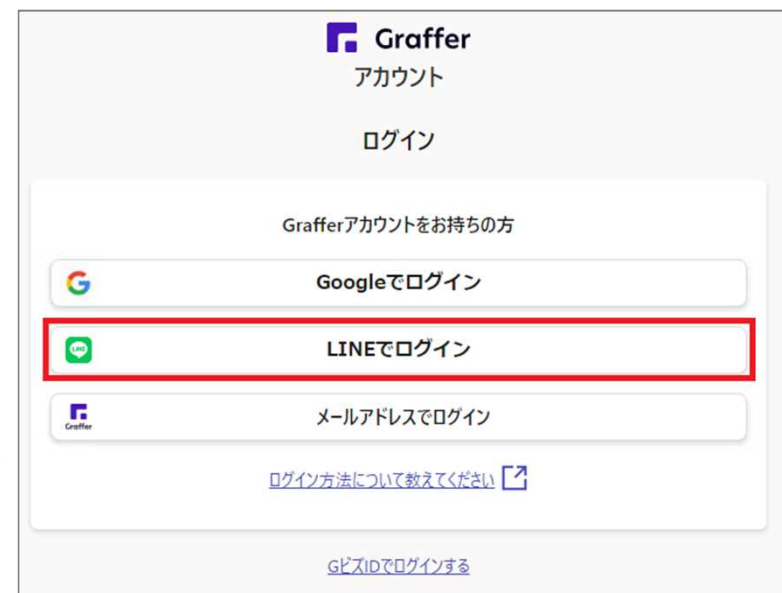 Graffer
アカウント
ログイン
Grafferアカウントをお持ちの方
Googleでログイン
LINE
LINEでログイン
Graffer
メールアドレスでログイン
ログイン方法について教えてください
GビズIDでログインする